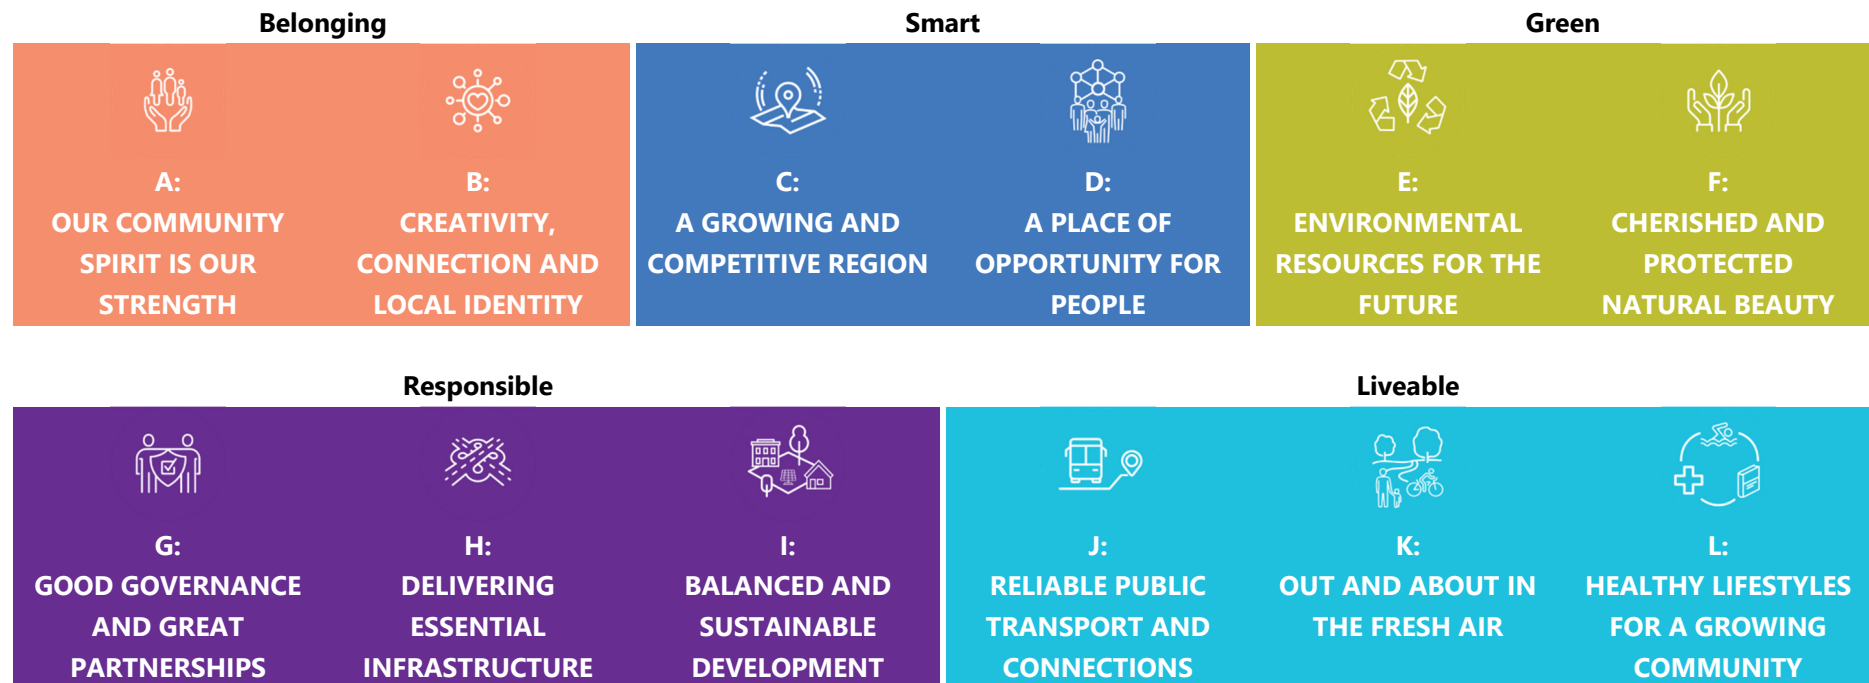 Belonging
A:
OUR COMMUNITY
SPIRIT IS OUR
STRENGTH
B:
CREATIVITY,
CONNECTION AND
LOCAL IDENTITY
Smart
C:
A GROWING AND
COMPETITIVE REGION
D:
A PLACE OF
OPPORTUNITY FOR
PEOPLE
Green
E:
ENVIRONMENTAL
RESOURCES FOR THE
FUTURE
F:
CHERISHED AND
PROTECTED
NATURAL BEAUTY
Responsible
G:
GOOD GOVERNANCE
AND GREAT
PARTNERSHIPS
H:
DELIVERING
ESSENTIAL
INFRASTRUCTURE
I:
BALANCED AND
SUSTAINABLE
DEVELOPMENT
Liveable
J:
RELIABLE PUBLIC
TRANSPORT AND
CONNECTIONS
K:
OUT AND ABOUT IN
THE FRESH AIR
L:
HEALTHY LIFESTYLES
FOR A GROWING
COMMUNITY